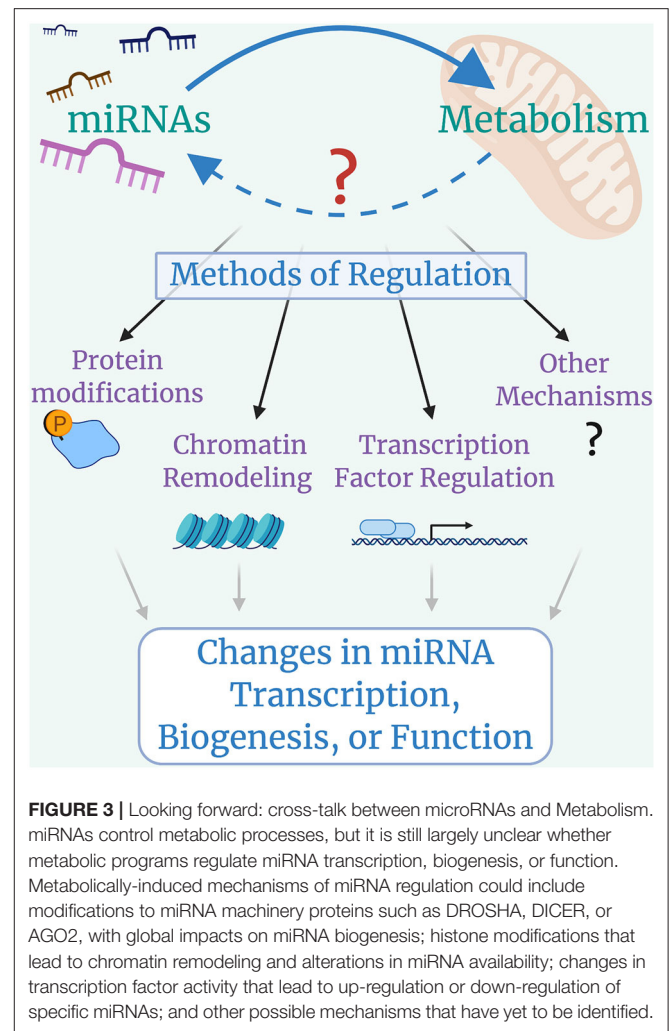 miRNAs
Metabolism
?
Methods of Regulation
Protein
modifications
P
Other
Mechanisms
?
Chromatin
Remodeling
Transcription
Factor Regulation
Changes in miRNA
Transcription,
Biogenesis, or Function
FIGURE 3 | Looking forward: cross-talk between microRNAs and Metabolism.
miRNAs control metabolic processes, but it is still largely unclear whether
metabolic programs regulate miRNA transcription, biogenesis, or function.
Metabolically-induced mechanisms of miRNA regulation could include
modifications to miRNA machinery proteins such as DROSHA, DICER, or
AGO2, with global impacts on miRNA biogenesis; histone modifications that
lead to chromatin remodeling and alterations in miRNA availability; changes in
transcription factor activity that lead to up-regulation or down-regulation of
specific miRNAs; and other possible mechanisms that have yet to be identified.